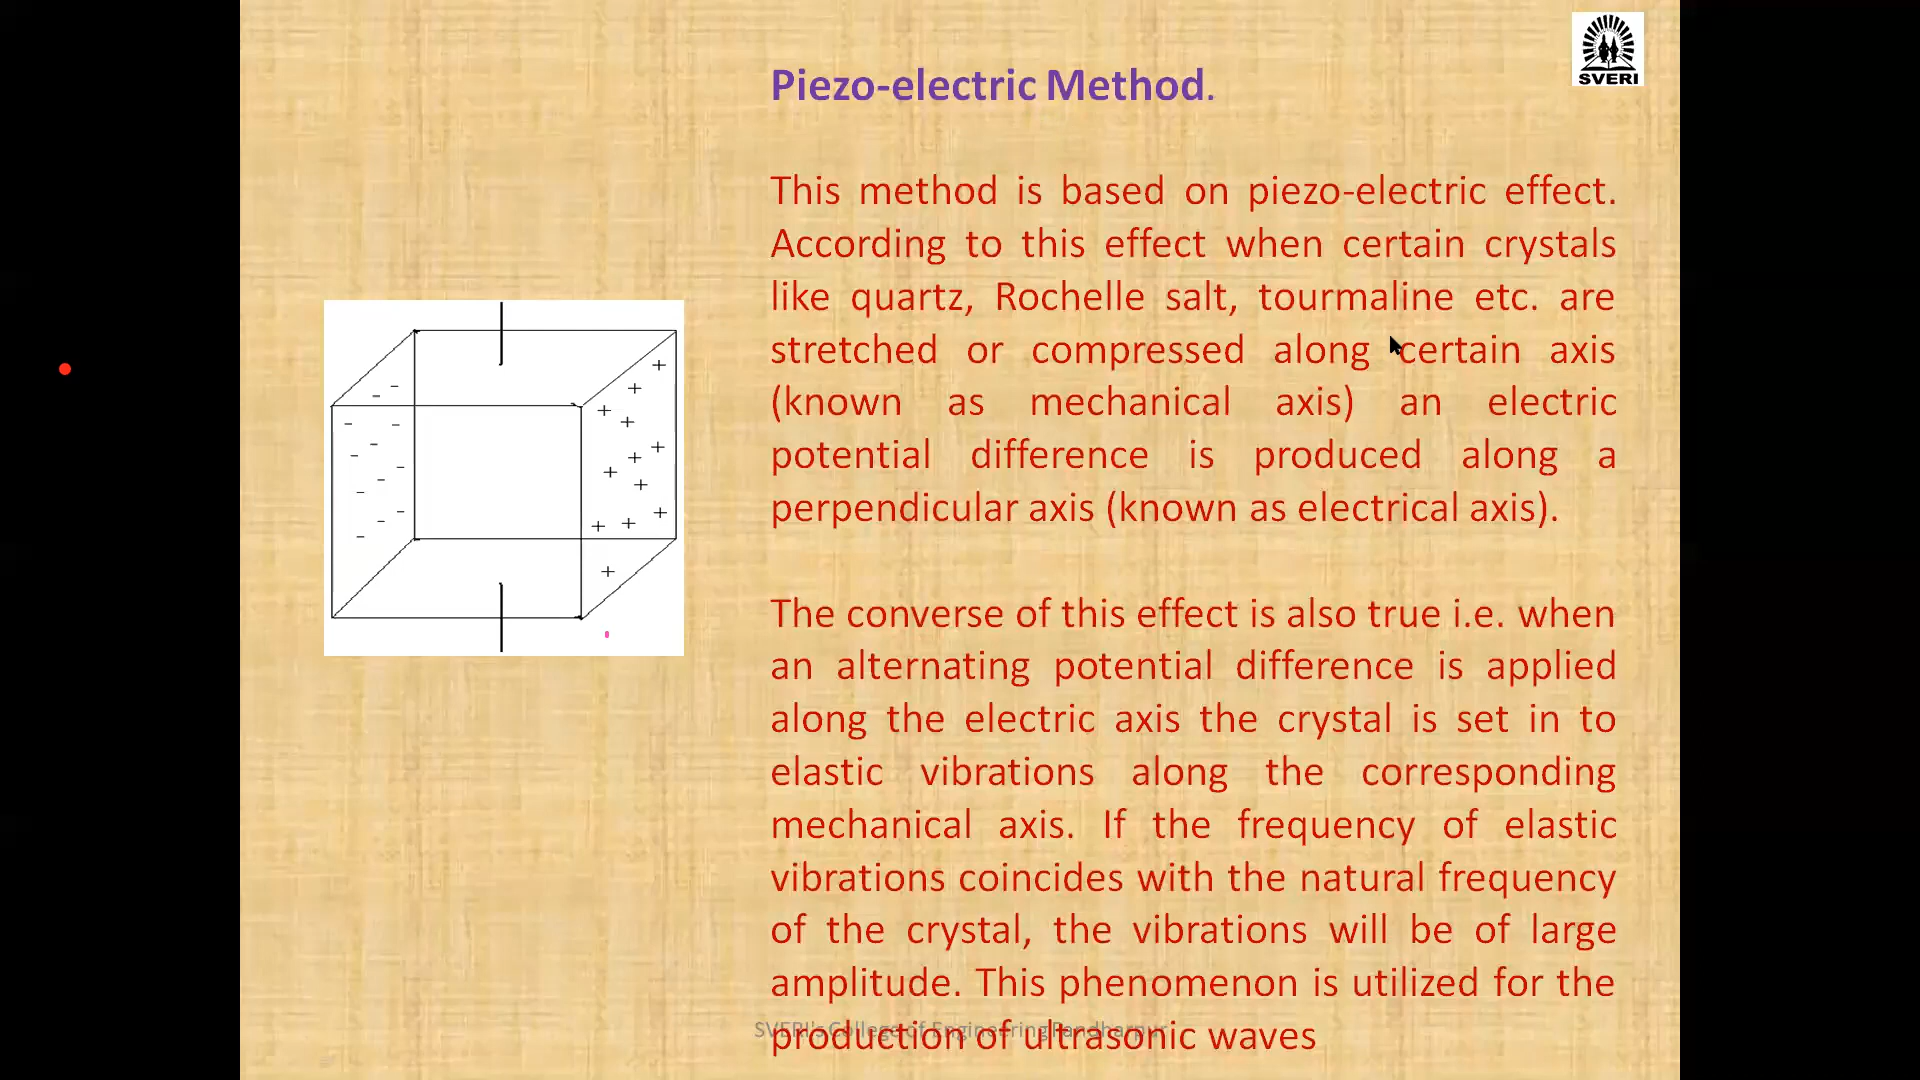 SVERI
Piezo-electric Method.
This method is based on piezo-electric effect.
According to this effect when certain crystals
like quartz, Rochelle salt, tourmaline etc. are
stretched or compressed along certain axis
(known as mechanical axis) an electric
potential difference is produced along a
perpendicular axis (known as electrical axis).
The converse of this effect is also true i.e. when
an alternating potential difference is applied
along the electric axis the crystal is set in to
elastic vibrations along the corresponding
mechanical axis. If the frequency of elastic
vibrations coincides with the natural frequency
of the crystal, the vibrations will be of large
amplitude. This phenomenon is utilized for the
production of ultrasonic waves
SVERI's College of Engineering Pandharpur